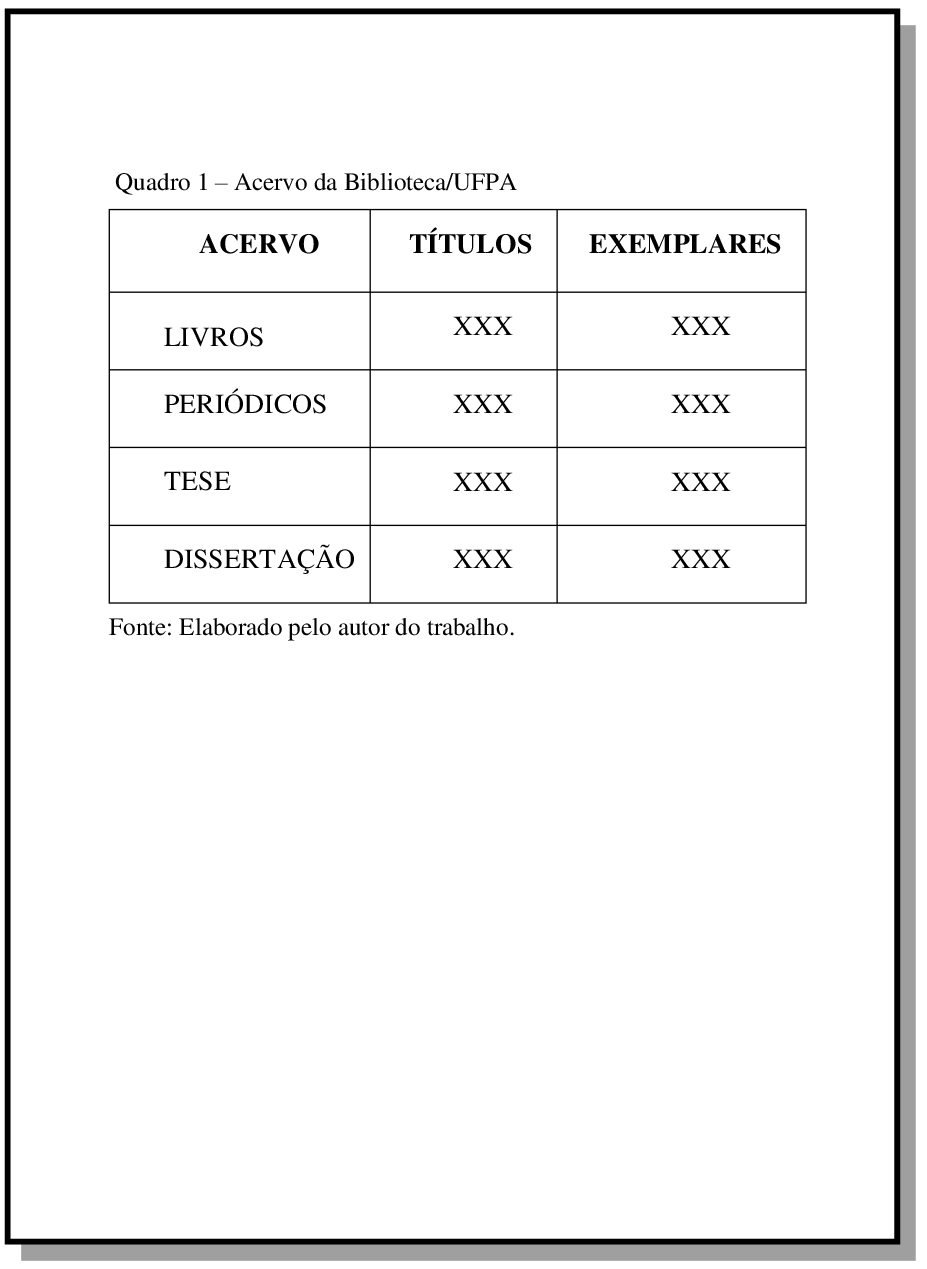 Quadro 1 – Acervo da Biblioteca/UFPA
ACERVO TÍTULOS EXEMPLARES
LIVROS XXX XXX
PERIÓDICOS XXX XXX
TESE XXX XXX
DISSERTAÇÃO XXX XXX
Fonte: Elaborado pelo autor do trabalho.